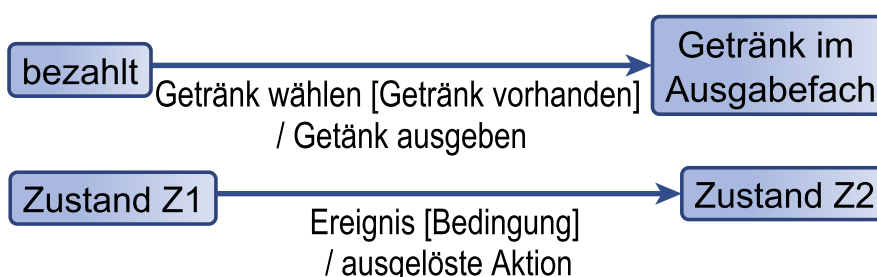 bezahlt
Getränk wählen [Getränk vorhanden]
/ Getänk ausgeben
Getränk im
Ausgabefach
Zustand Z1
Ereignis [Bedingung]
/ ausgelöste Aktion
Zustand Z2